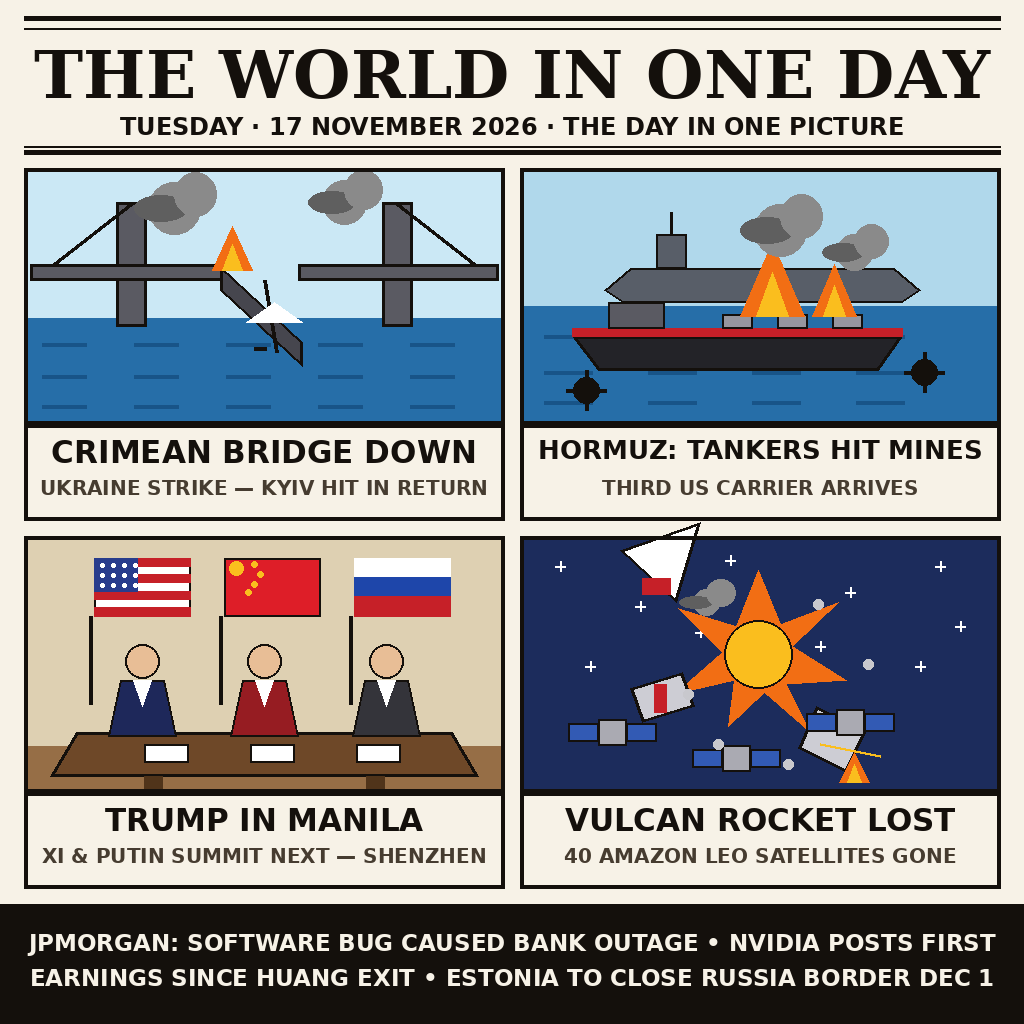 THE WORLD IN ONE DAY
TUESDAY · 17 NOVEMBER 2026 · THE DAY IN ONE PICTURE
CRIMEAN BRIDGE DOWN
UKRAINE STRIKE — KYIV HIT IN RETURN
HORMUZ: TANKERS HIT MINES
THIRD US CARRIER ARRIVES
TRUMP IN MANILA
XI & PUTIN SUMMIT NEXT — SHENZHEN
VULCAN ROCKET LOST
40 AMAZON LEO SATELLITES GONE
JPMORGAN: SOFTWARE BUG CAUSED BANK OUTAGE • NVIDIA POSTS FIRST
EARNINGS SINCE HUANG EXIT • ESTONIA TO CLOSE RUSSIA BORDER DEC 1